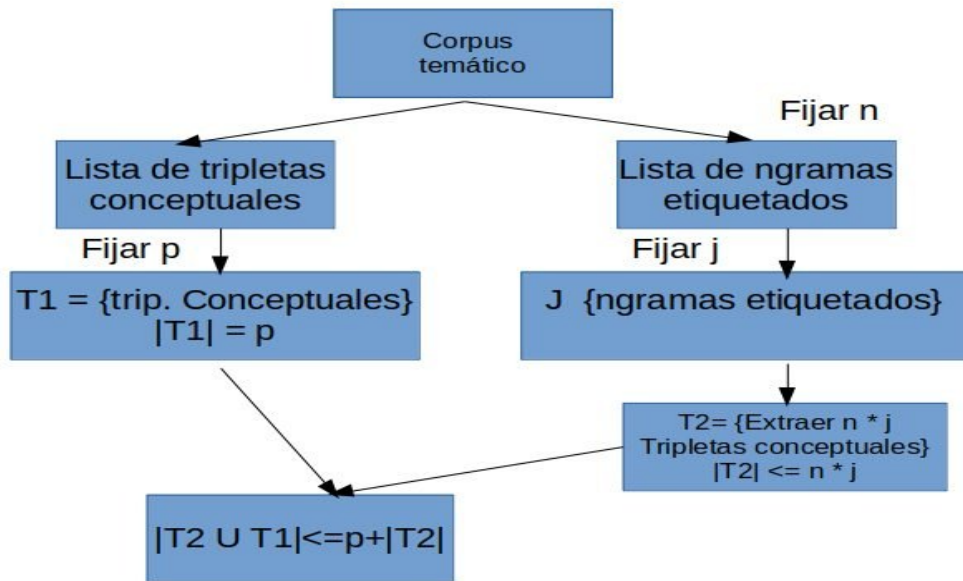 Corpus
temático
Fijar n
Lista de tripletas
conceptuales
Lista de ngramas
etiquetados
Fijar p
Fijar j
T1 = {trip. Conceptuales}
|T1| = p
J {ngramas etiquetados}
T2= {Extraer n * j
Tripletas conceptuales}
|T2| <= n * j
|T2 U T1|<=p+|T2|